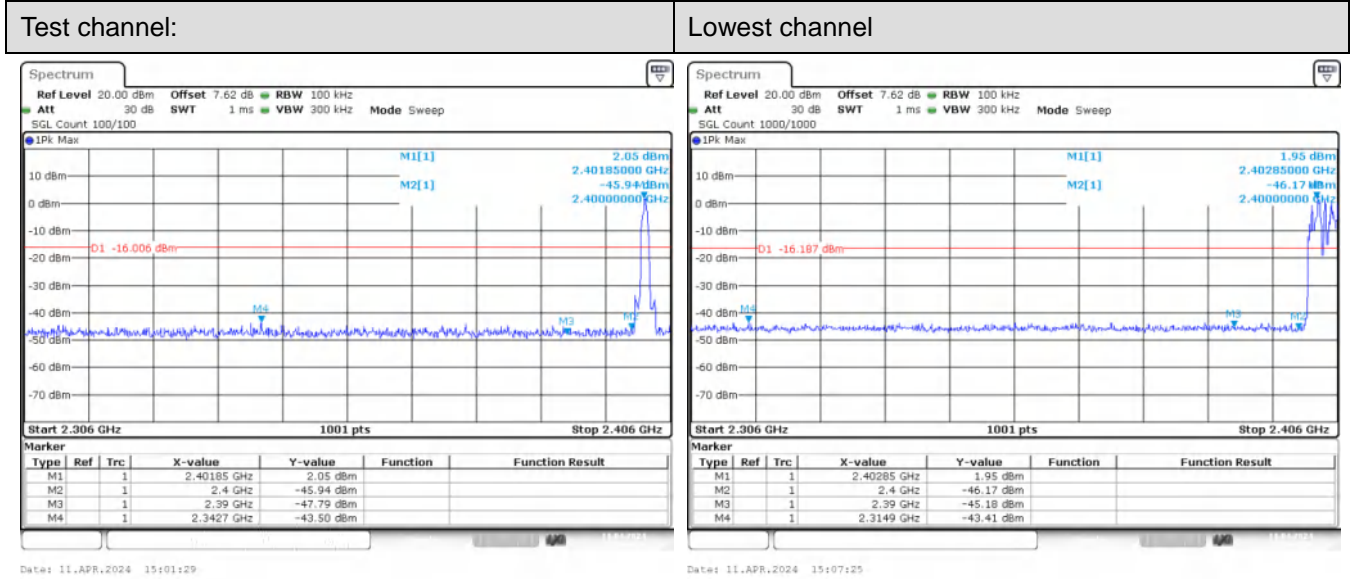 Test channel:
Lowest channel
Spectrum
Ref Level 20.00 dBm Offset 7.62 dB RBW 100 kHz
Att 30 dB SWT 1 ms VBW 300 kHz Mode Sweep
SGL Count 100/100
1Pk Max
M1[1] 2.05 dBm
2.40185000 GHz
M2[1] -45.94 dBm
2.40000000 GHz
10 dBm
0 dBm
-10 dBm
D1 -16.006 dBm
-20 dBm
-30 dBm
M4
-40 dBm
M3
M2
-50 dBm
-60 dBm
-70 dBm
Start 2.306 GHz 1001 pts Stop 2.406 GHz
Marker
Type Ref Trc X-value Y-value Function Function Result
M1 1 2.40185 GHz 2.05 dBm
M2 1 2.4 GHz -45.94 dBm
M3 1 2.39 GHz -47.79 dBm
M4 1 2.3427 GHz -43.50 dBm
Date: 11.APR.2024 15:01:29
Spectrum
Ref Level 20.00 dBm Offset 7.62 dB RBW 100 kHz
Att 30 dB SWT 1 ms VBW 300 kHz Mode Sweep
SGL Count 1000/1000
1Pk Max
M1[1] 1.95 dBm
2.40285000 GHz
M2[1] -46.17 dBm
2.40000000 GHz
10 dBm
0 dBm
-10 dBm
D1 -16.187 dBm
-20 dBm
-30 dBm
M4
-40 dBm
M3
M2
-50 dBm
-60 dBm
-70 dBm
Start 2.306 GHz 1001 pts Stop 2.406 GHz
Marker
Type Ref Trc X-value Y-value Function Function Result
M1 1 2.40285 GHz 1.95 dBm
M2 1 2.4 GHz -46.17 dBm
M3 1 2.39 GHz -45.18 dBm
M4 1 2.3149 GHz -43.41 dBm
Date: 11.APR.2024 15:07:25